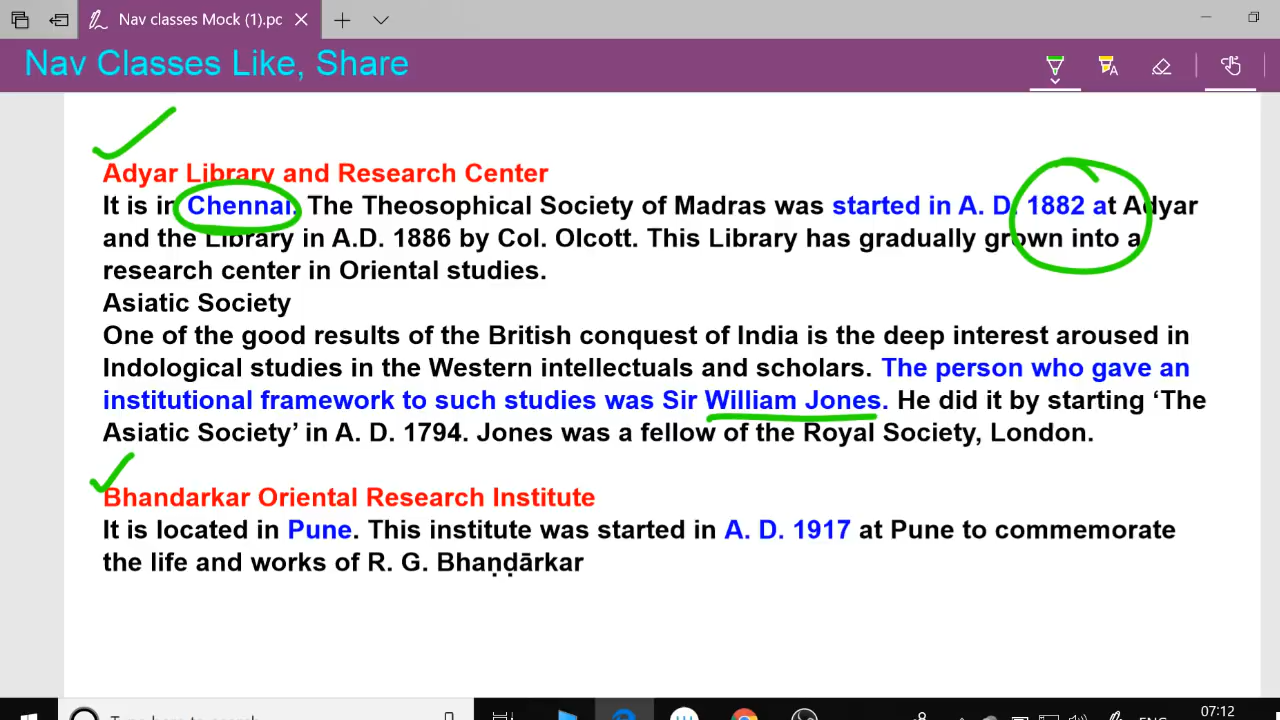 Nav classes Mock (1).pc
Nav Classes Like, Share
Adyar Library and Research Center
It is in Chennai. The Theosophical Society of Madras was started in A. D. 1882 at Adyar
and the Library in A.D. 1886 by Col. Olcott. This Library has gradually grown into a
research center in Oriental studies.
Asiatic Society
One of the good results of the British conquest of India is the deep interest aroused in
Indological studies in the Western intellectuals and scholars. The person who gave an
institutional framework to such studies was Sir William Jones. He did it by starting ‘The
Asiatic Society’ in A. D. 1794. Jones was a fellow of the Royal Society, London.
Bhandarkar Oriental Research Institute
It is located in Pune. This institute was started in A. D. 1917 at Pune to commemorate
the life and works of R. G. Bhaṇḍārkar
07:12
Type here to search
ENG